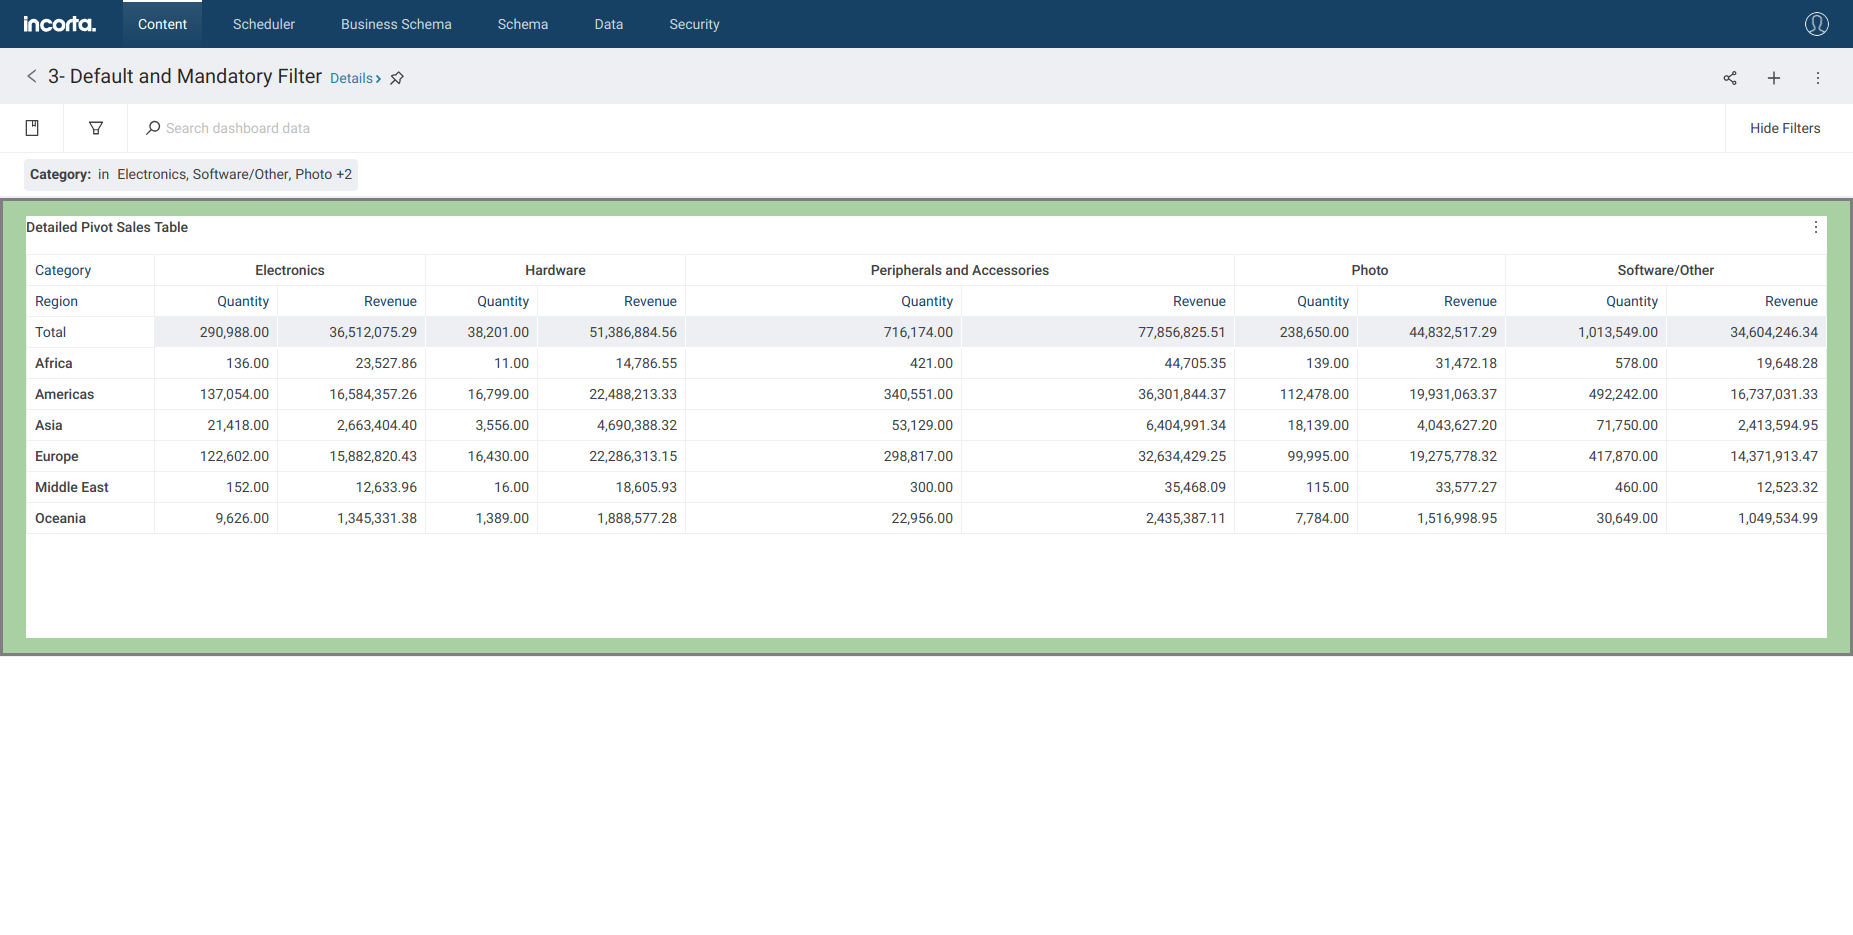 incorta. Content Scheduler Business Schema Schema Data Security
3- Default and Mandatory Filter Details
Search dashboard data Hide Filters
Category: in Electronics, Software/Other, Photo +2
Detailed Pivot Sales Table
Category Electronics Hardware Peripherals and Accessories Photo Software/Other
Region Quantity Revenue Quantity Revenue Quantity Revenue Quantity Revenue Quantity Revenue
Total 290,988.00 36,512,075.29 38,201.00 51,386,884.56 716,174.00 77,856,825.51 238,650.00 44,832,517.29 1,013,549.00 34,604,246.34
Africa 136.00 23,527.86 11.00 14,786.55 421.00 44,705.35 139.00 31,472.18 578.00 19,648.28
Americas 137,054.00 16,584,357.26 16,799.00 22,488,213.33 340,551.00 36,301,844.37 112,478.00 19,931,063.37 492,242.00 16,737,031.33
Asia 21,418.00 2,663,404.40 3,556.00 4,690,388.32 53,129.00 6,404,991.34 18,139.00 4,043,627.20 71,750.00 2,413,594.95
Europe 122,602.00 15,882,820.43 16,430.00 22,286,313.15 298,817.00 32,634,429.25 99,995.00 19,275,778.32 417,870.00 14,371,913.47
Middle East 152.00 12,633.96 16.00 18,605.93 300.00 35,468.09 115.00 33,577.27 460.00 12,523.32
Oceania 9,626.00 1,345,331.38 1,389.00 1,888,577.28 22,956.00 2,435,387.11 7,784.00 1,516,998.95 30,649.00 1,049,534.99